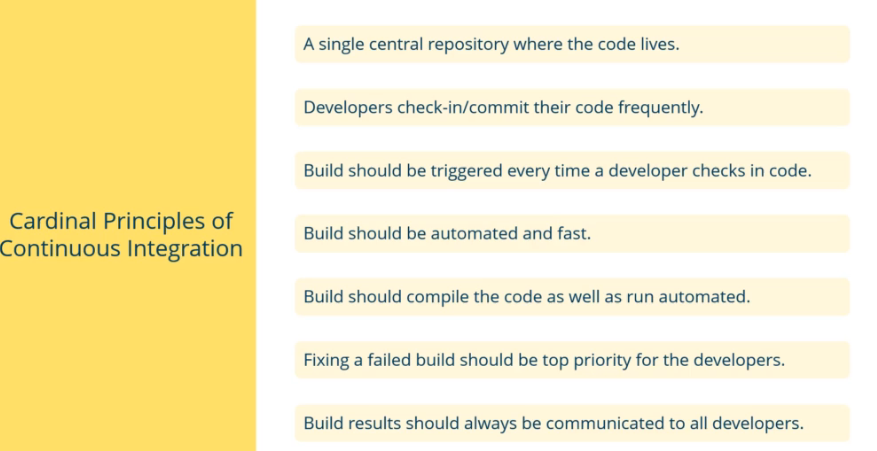 Cardinal Principles of
Continuous Integration
A single central repository where the code lives.
Developers check-in/commit their code frequently.
Build should be triggered every time a developer checks in code.
Build should be automated and fast.
Build should compile the code as well as run automated.
Fixing a failed build should be top priority for the developers.
Build results should always be communicated to all developers.